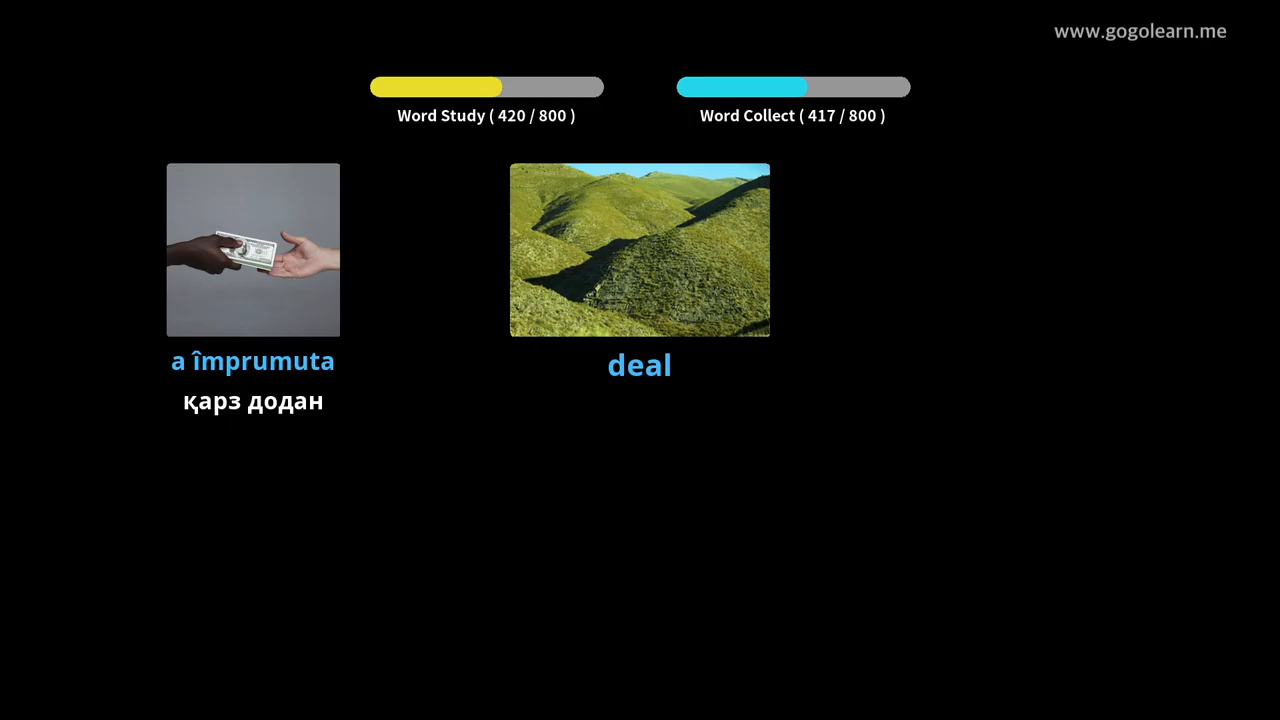 www.gogolearn.me
Word Study ( 420 / 800 )
Word Collect ( 417 / 800 )
a împrumuta
қарз додан
deal